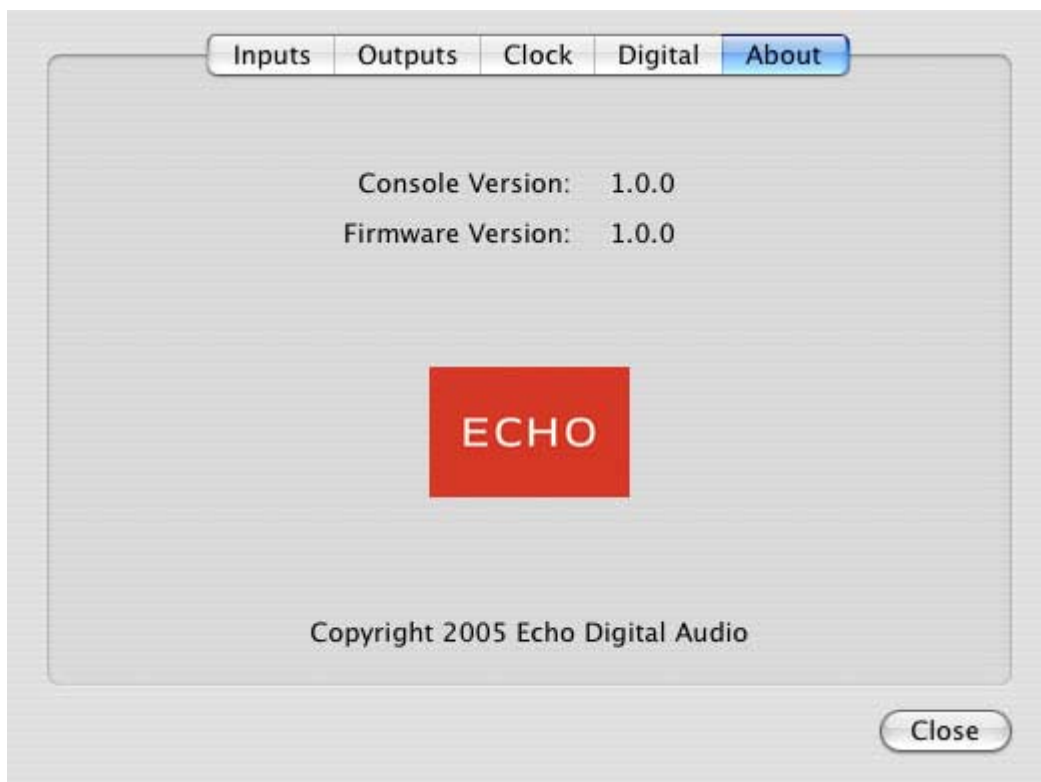 Inputs Outputs Clock Digital About
Console Version: 1.0.0
Firmware Version: 1.0.0
ECHO
Copyright 2005 Echo Digital Audio
Close